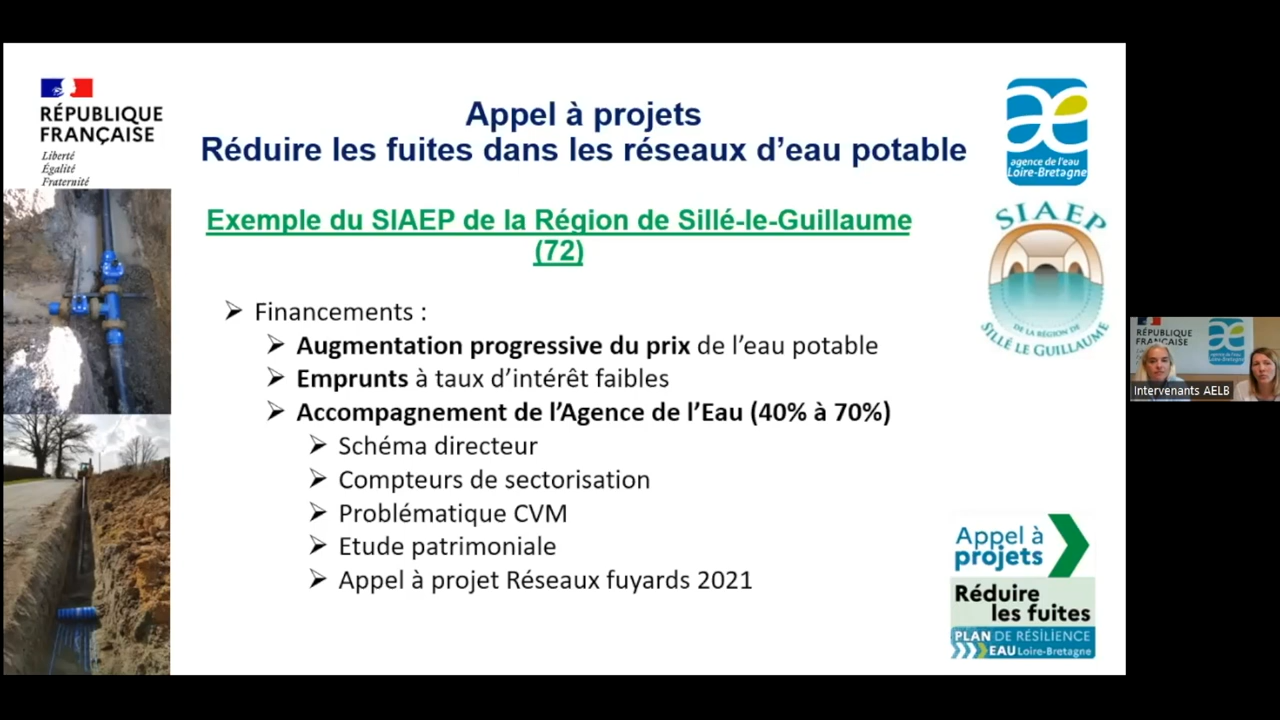 RÉPUBLIQUE
FRANÇAISE
Liberté
Égalité
Fraternité
Appel à projets
Réduire les fuites dans les réseaux d’eau potable
agence de l'eau
Loire-Bretagne
Exemple du SIAEP de la Région de Sillé-le-Guillaume
(72)
SIAEP
DE LA RÉGION DE
SILLÉ LE GUILLAUME
Financements :
Augmentation progressive du prix de l’eau potable
Emprunts à taux d’intérêt faibles
Accompagnement de l’Agence de l’Eau (40% à 70%)
Schéma directeur
Compteurs de sectorisation
Problématique CVM
Etude patrimoniale
Appel à projet Réseaux fuyards 2021
Appel à
projets
Réduire
les fuites
PLAN DE RÉSILIENCE
EAU Loire-Bretagne
RÉPUBLIQUE
FRANÇAISE
Intervenants AELB